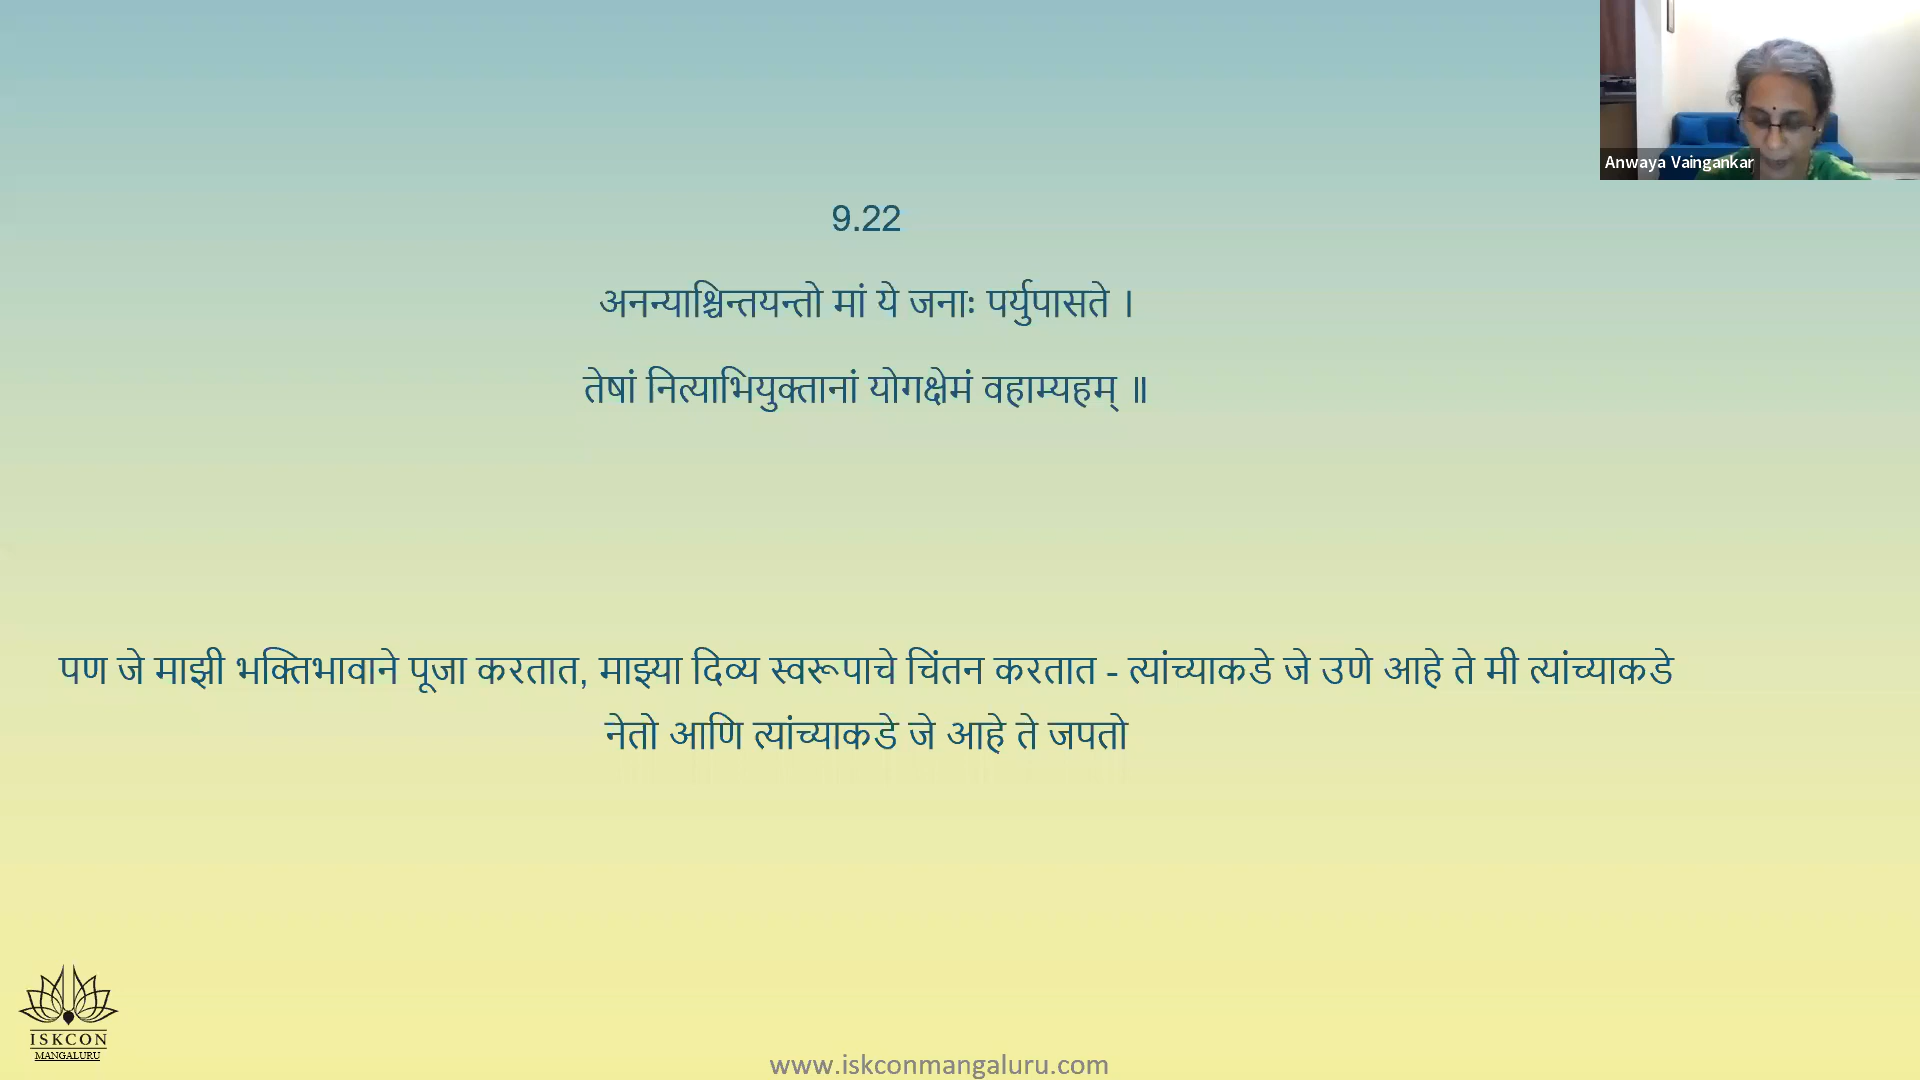 Anwaya Vaingankar
9.22
अनन्याश्चिन्तयन्तो मां ये जनाः पर्युपासते ।
तेषां नित्याभियुक्तानां योगक्षेमं वहाम्यहम् ॥
पण जे माझी भक्तिभावाने पूजा करतात, माझ्या दिव्य स्वरूपाचे चिंतन करतात - त्यांच्याकडे जे उणे आहे ते मी त्यांच्याकडे
नेतो आणि त्यांच्याकडे जे आहे ते जपतो
ISKCON
MANGALURU
www.iskconmangaluru.com